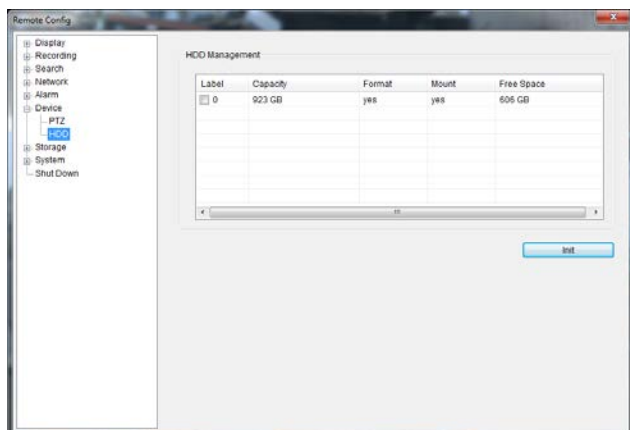 Remote Config
Display
Recording
Search
Network
Alarm
Device
PTZ
HDD
Storage
System
Shut Down
HDD Management
Label Capacity Format Mount Free Space
0 923 GB yes yes 606 GB
Init